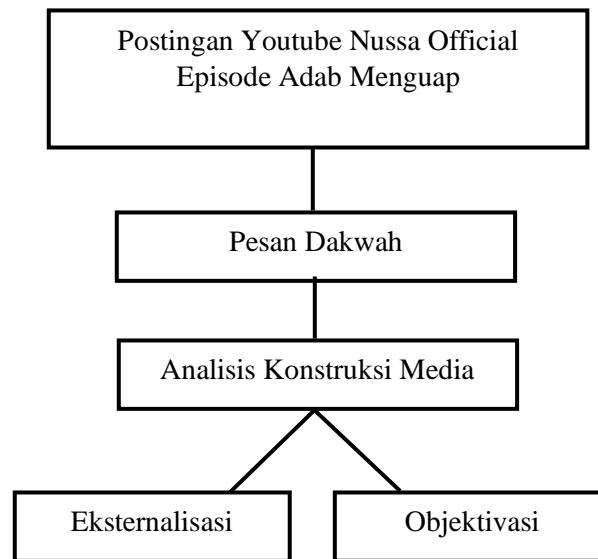 Postingan Youtube Nussa Official
Episode Adab Menguap
Pesan Dakwah
Analisis Konstruksi Media
Eksternalisasi
Objektivasi